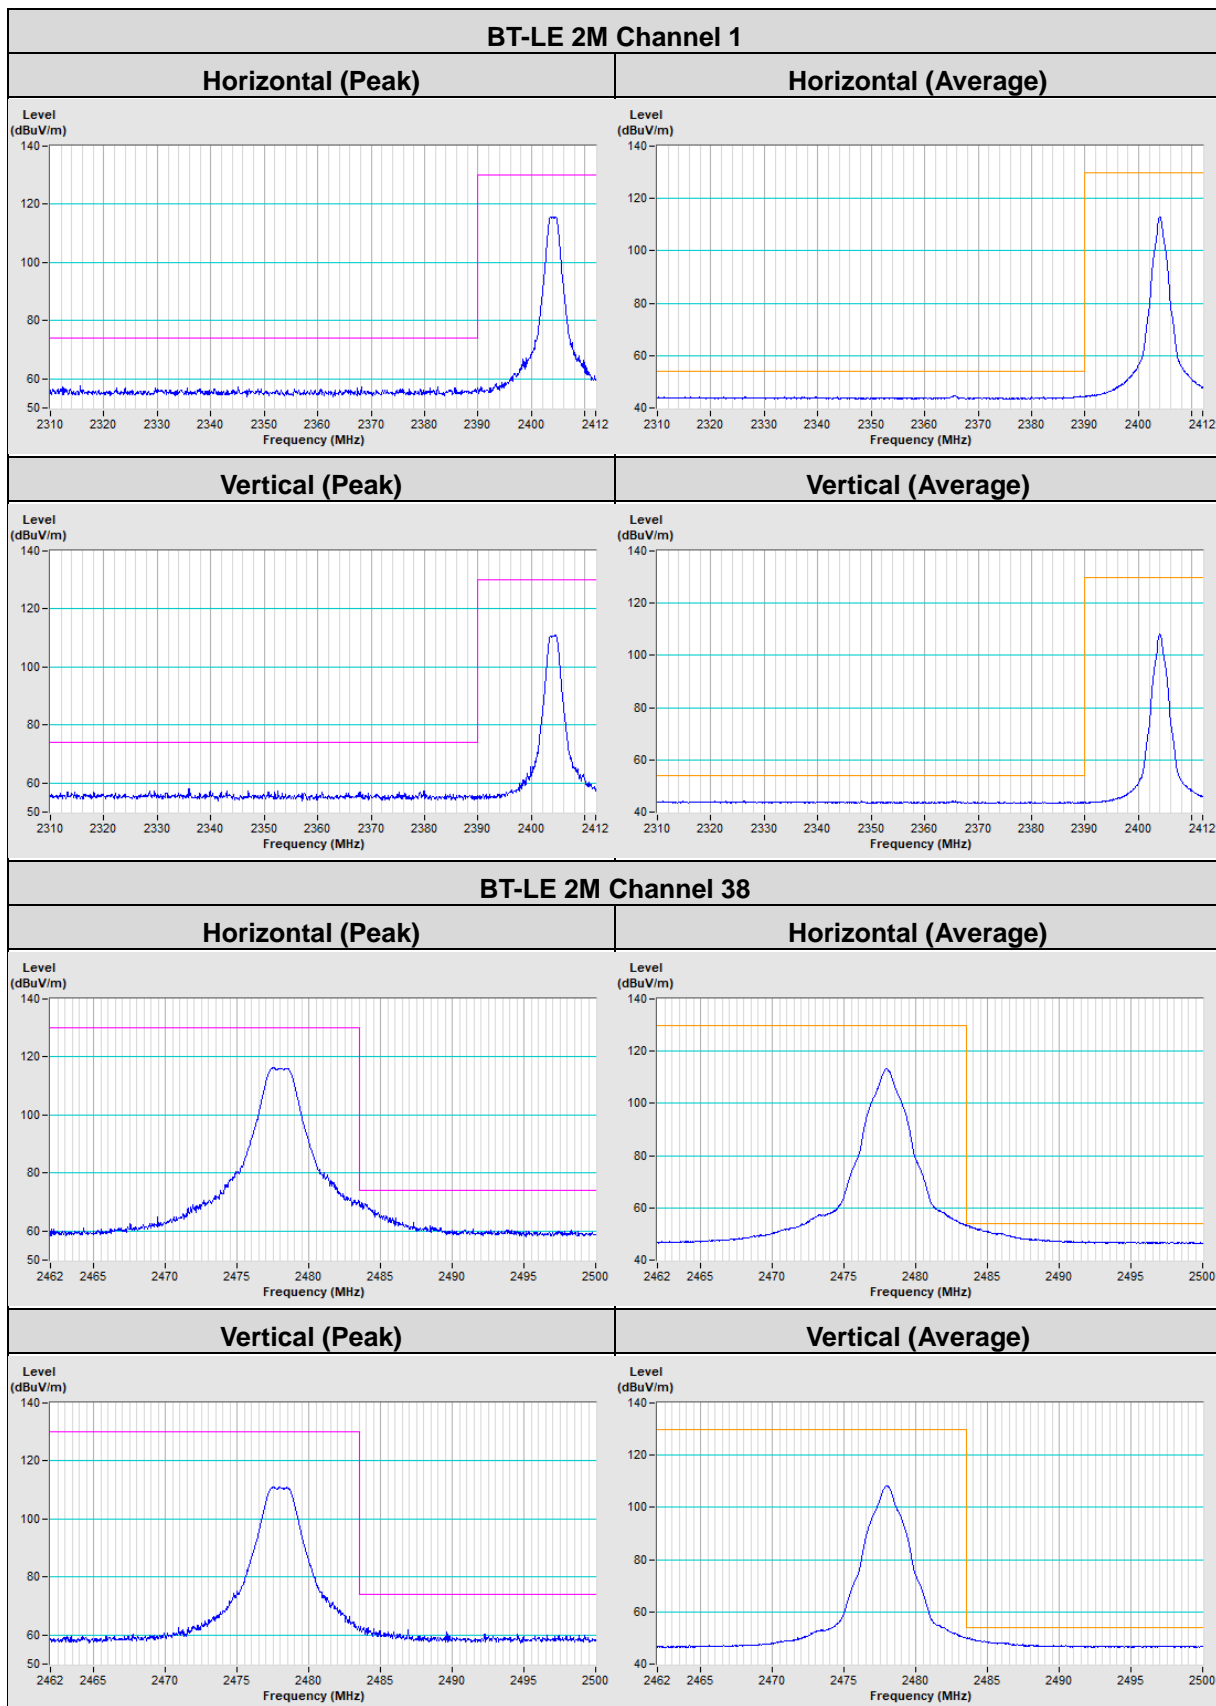 BT-LE 2M Channel 1
Horizontal (Peak)
Horizontal (Average)
Level
(dBuV/m)
140
120
100
80
60
50
2310 2320 2330 2340 2350 2360 2370 2380 2390 2400 2412
Frequency (MHz)
Level
(dBuV/m)
140
120
100
80
60
40
2310 2320 2330 2340 2350 2360 2370 2380 2390 2400 2412
Frequency (MHz)
Vertical (Peak)
Vertical (Average)
Level
(dBuV/m)
140
120
100
80
60
50
2310 2320 2330 2340 2350 2360 2370 2380 2390 2400 2412
Frequency (MHz)
Level
(dBuV/m)
140
120
100
80
60
40
2310 2320 2330 2340 2350 2360 2370 2380 2390 2400 2412
Frequency (MHz)
BT-LE 2M Channel 38
Horizontal (Peak)
Horizontal (Average)
Level
(dBuV/m)
140
120
100
80
60
50
2462 2465 2470 2475 2480 2485 2490 2495 2500
Frequency (MHz)
Level
(dBuV/m)
140
120
100
80
60
40
2462 2465 2470 2475 2480 2485 2490 2495 2500
Frequency (MHz)
Vertical (Peak)
Vertical (Average)
Level
(dBuV/m)
140
120
100
80
60
50
2462 2465 2470 2475 2480 2485 2490 2495 2500
Frequency (MHz)
Level
(dBuV/m)
140
120
100
80
60
40
2462 2465 2470 2475 2480 2485 2490 2495 2500
Frequency (MHz)